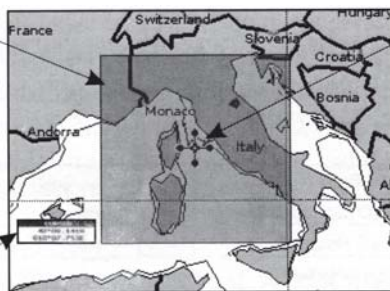 Switzerland
Hungary
France
Slovenia
Croatia
Bosnia
Monaco
Andorra
Italy